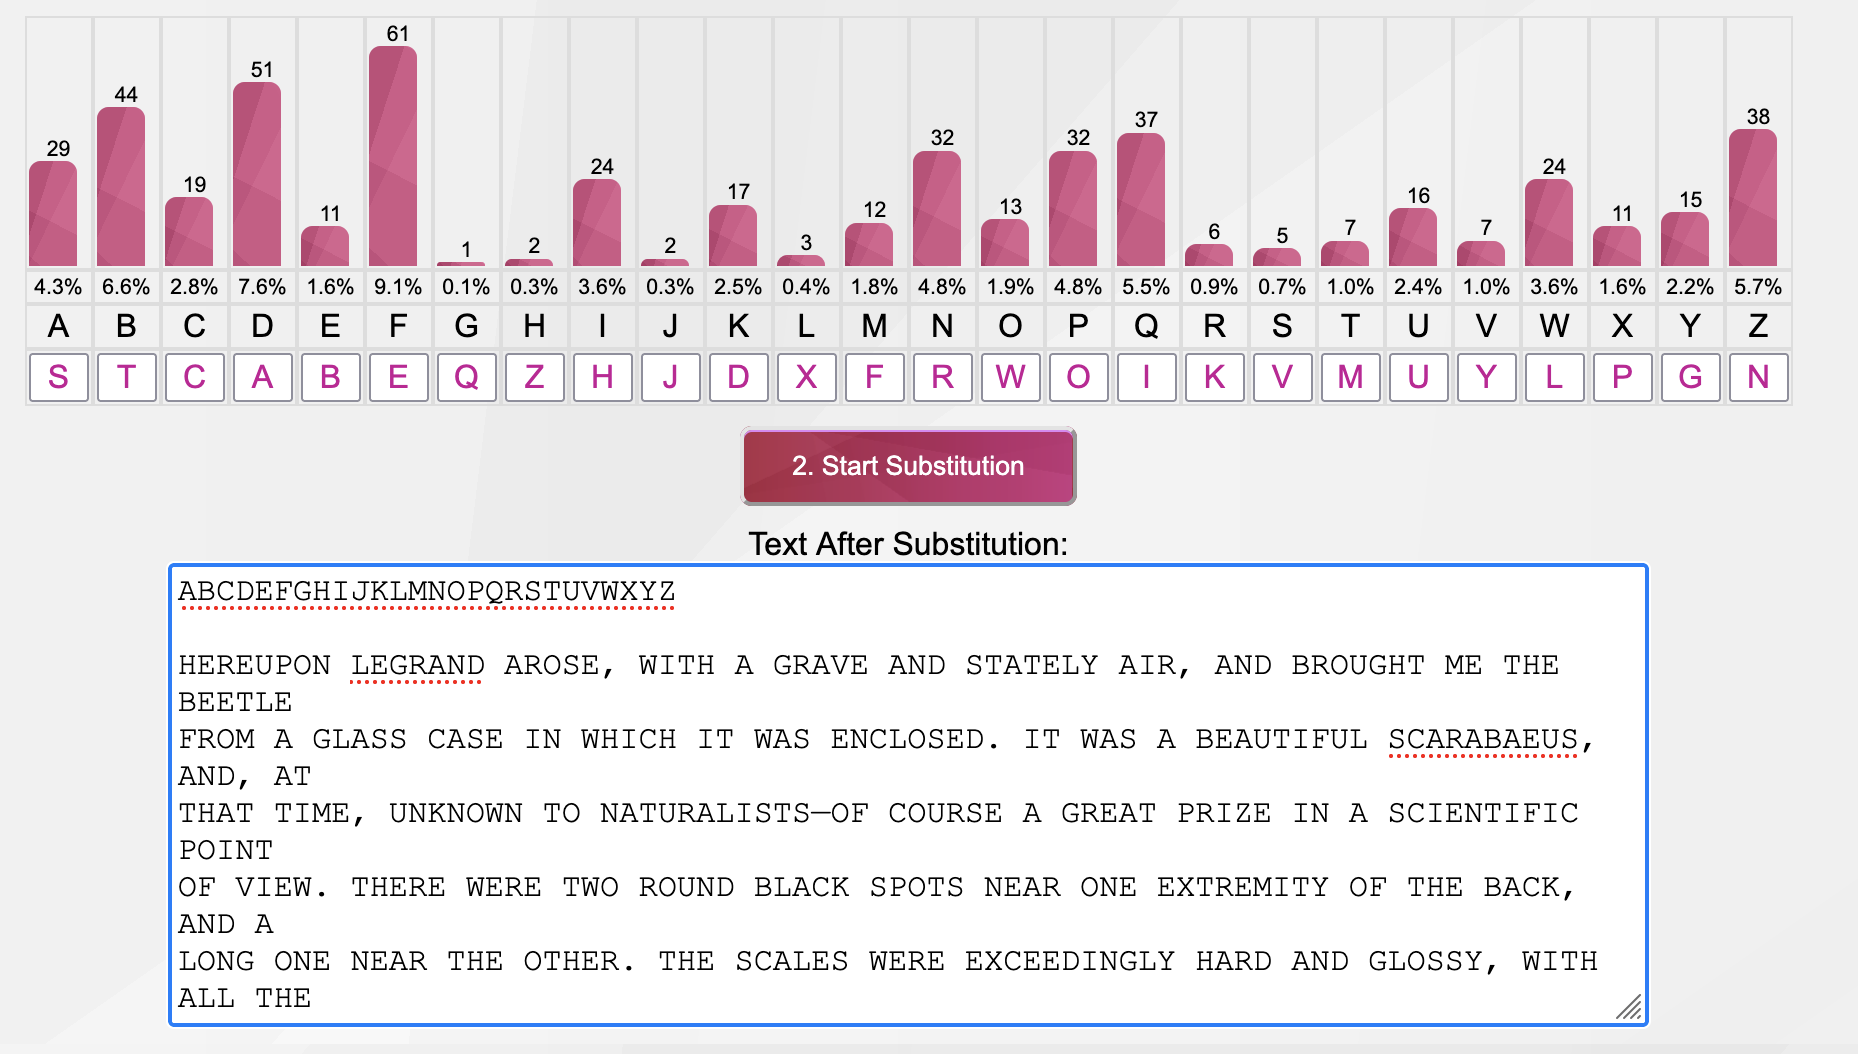 29 44 19 51 11 61 1 2 24 2 17 3 12 32 13 32 37 6 5 7 16 7 24 11 15 38
4.3% 6.6% 2.8% 7.6% 1.6% 9.1% 0.1% 0.3% 3.6% 0.3% 2.5% 0.4% 1.8% 4.8% 1.9% 4.8% 5.5% 0.9% 0.7% 1.0% 2.4% 1.0% 3.6% 1.6% 2.2% 5.7%
A B C D E F G H I J K L M N O P Q R S T U V W X Y Z
S T C A B E Q Z H J D X F R W O I K V M U Y L P G N
2. Start Substitution
Text After Substitution:
ABCDEFGHIJKLMNOPQRSTUVWXYZ
HEREUPON LEGRAND AROSE, WITH A GRAVE AND STATELY AIR, AND BROUGHT ME THE
BEETLE
FROM A GLASS CASE IN WHICH IT WAS ENCLOSED. IT WAS A BEAUTIFUL SCARABAEUS,
AND, AT
THAT TIME, UNKNOWN TO NATURALISTS—OF COURSE A GREAT PRIZE IN A SCIENTIFIC
POINT
OF VIEW. THERE WERE TWO ROUND BLACK SPOTS NEAR ONE EXTREMITY OF THE BACK,
AND A
LONG ONE NEAR THE OTHER. THE SCALES WERE EXCEEDINGLY HARD AND GLOSSY, WITH
ALL THE